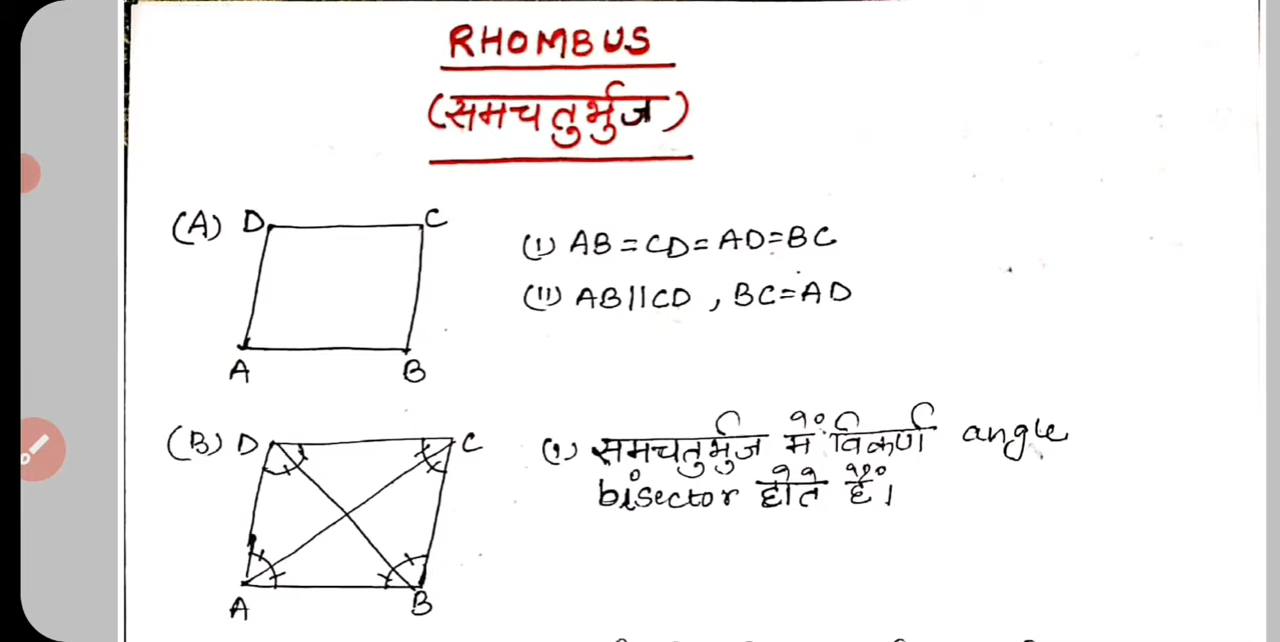 RHOMBUS
(समचतुर्भुज)
(A) D C
(I) AB = CD = AD = BC
(II) AB || CD , BC = AD
A B
(B) D C
(I) समचतुर्भुज में विकर्ण angle
bisector होते हैं।
A B